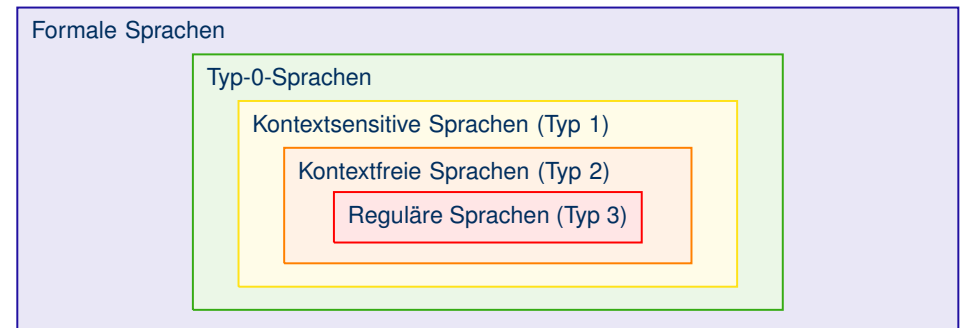 Formale Sprachen
Typ-0-Sprachen
Kontextsensitive Sprachen (Typ 1)
Kontextfreie Sprachen (Typ 2)
Reguläre Sprachen (Typ 3)